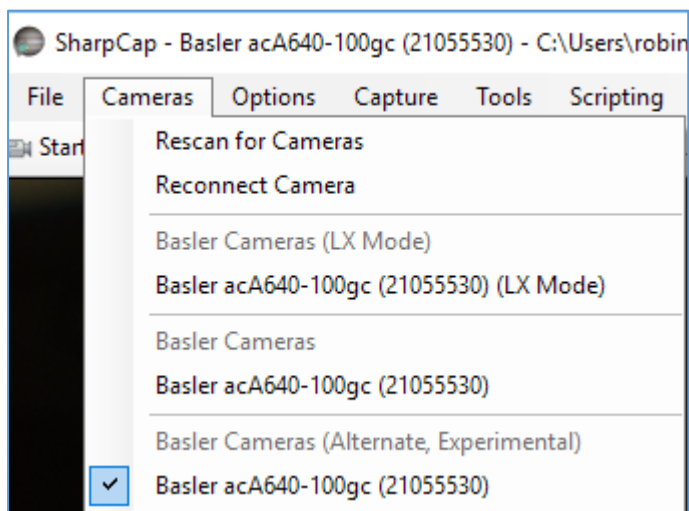 SharpCap - Basler acA640-100gc (21055530) - C:\Users\robin
File Cameras Options Capture Tools Scripting
Start
Rescan for Cameras
Reconnect Camera
Basler Cameras (LX Mode)
Basler acA640-100gc (21055530) (LX Mode)
Basler Cameras
Basler acA640-100gc (21055530)
Basler Cameras (Alternate, Experimental)
Basler acA640-100gc (21055530)